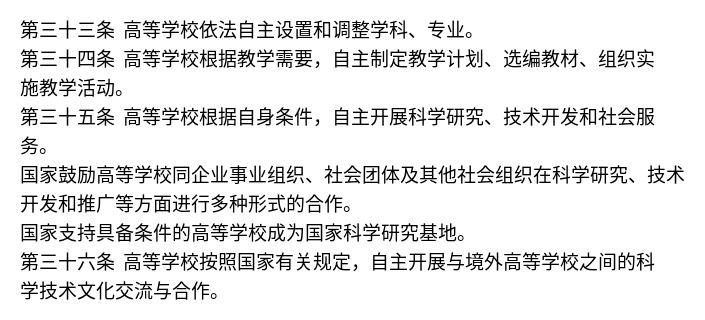 第三十三条 高等学校依法自主设置和调整学科、专业。
第三十四条 高等学校根据教学需要，自主制定教学计划、选编教材、组织实
施教学活动。
第三十五条 高等学校根据自身条件，自主开展科学研究、技术开发和社会服
务。
国家鼓励高等学校同企业事业组织、社会团体及其他社会组织在科学研究、技术
开发和推广等方面进行多种形式的合作。
国家支持具备条件的高等学校成为国家科学研究基地。
第三十六条 高等学校按照国家有关规定，自主开展与境外高等学校之间的科
学技术文化交流与合作。